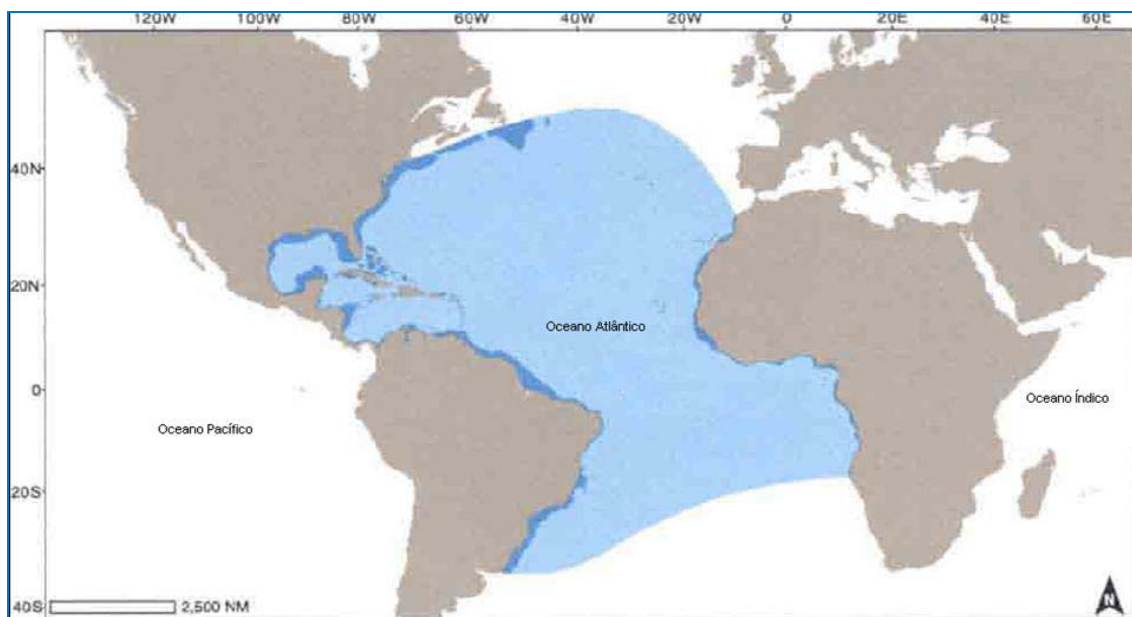 120W 100W 80W 60W 40W 20W 0 20E 40E 60E
40N
20N
Oceano Atlântico
0
Oceano Índico
Oceano Pacífico
20S
40S
2,500 NM
N